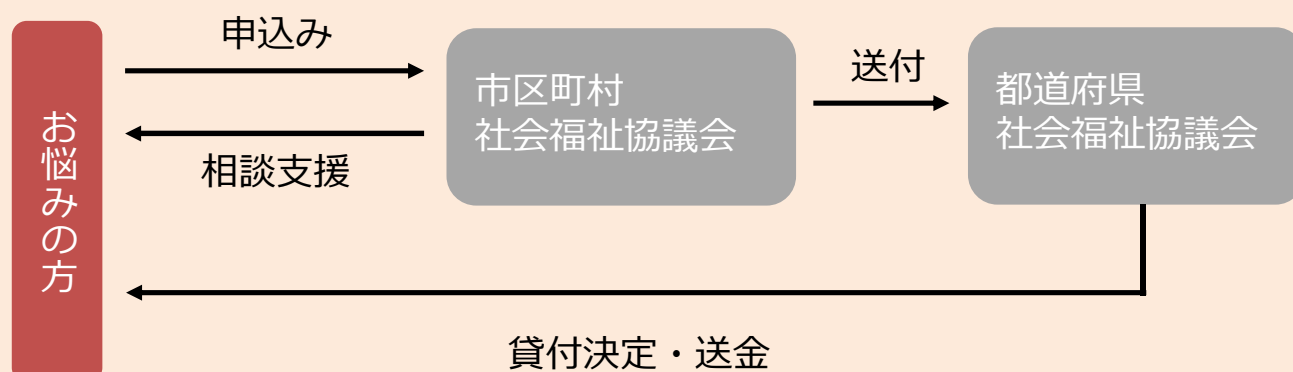 お悩みの方
申込み
相談支援
市区町村
社会福祉協議会
送付
都道府県
社会福祉協議会
貸付決定・送金